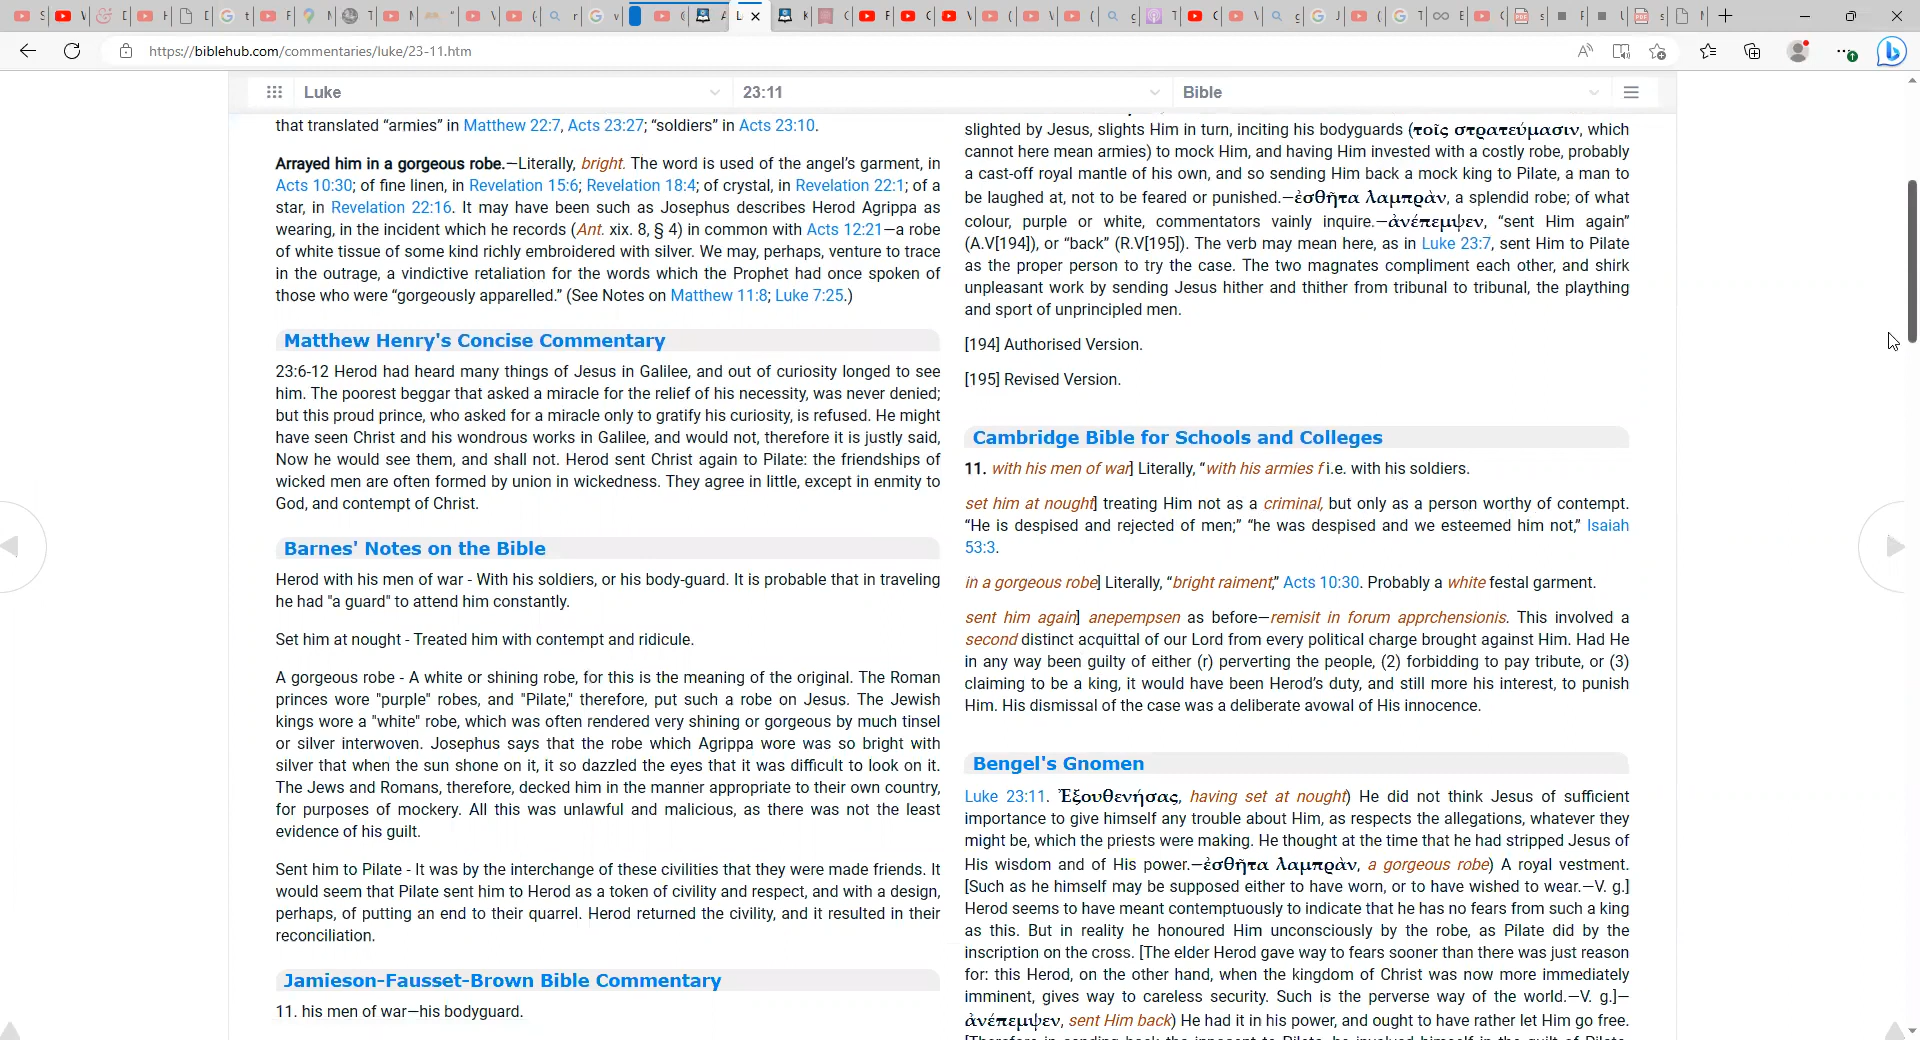 https://biblehub.com/commentaries/luke/23-11.htm
Luke
23:11
Bible
that translated “armies” in Matthew 22:7, Acts 23:27; “soldiers” in Acts 23:10.
Arrayed him in a gorgeous robe.—Literally, bright. The word is used of the angel’s garment, in
Acts 10:30; of fine linen, in Revelation 15:6; Revelation 18:4; of crystal, in Revelation 22:1; of a
star, in Revelation 22:16. It may have been such as Josephus describes Herod Agrippa as
wearing, in the incident which he records (Ant. xix. 8, § 4) in common with Acts 12:21—a robe
of white tissue of some kind richly embroidered with silver. We may, perhaps, venture to trace
in the outrage, a vindictive retaliation for the words which the Prophet had once spoken of
those who were “gorgeously apparelled.” (See Notes on Matthew 11:8; Luke 7:25.)
Matthew Henry's Concise Commentary
23:6-12 Herod had heard many things of Jesus in Galilee, and out of curiosity longed to see
him. The poorest beggar that asked a miracle for the relief of his necessity, was never denied;
but this proud prince, who asked for a miracle only to gratify his curiosity, is refused. He might
have seen Christ and his wondrous works in Galilee, and would not, therefore it is justly said,
Now he would see them, and shall not. Herod sent Christ again to Pilate: the friendships of
wicked men are often formed by union in wickedness. They agree in little, except in enmity to
God, and contempt of Christ.
Barnes' Notes on the Bible
Herod with his men of war - With his soldiers, or his body-guard. It is probable that in traveling
he had "a guard" to attend him constantly.
Set him at nought - Treated him with contempt and ridicule.
A gorgeous robe - A white or shining robe, for this is the meaning of the original. The Roman
princes wore "purple" robes, and "Pilate," therefore, put such a robe on Jesus. The Jewish
kings wore a "white" robe, which was often rendered very shining or gorgeous by much tinsel
or silver interwoven. Josephus says that the robe which Agrippa wore was so bright with
silver that when the sun shone on it, it so dazzled the eyes that it was difficult to look on it.
The Jews and Romans, therefore, decked him in the manner appropriate to their own country,
for purposes of mockery. All this was unlawful and malicious, as there was not the least
evidence of his guilt.
Sent him to Pilate - It was by the interchange of these civilities that they were made friends. It
would seem that Pilate sent him to Herod as a token of civility and respect, and with a design,
perhaps, of putting an end to their quarrel. Herod returned the civility, and it resulted in their
reconciliation.
Jamieson-Fausset-Brown Bible Commentary
11. his men of war—his bodyguard.
slighted by Jesus, slights Him in turn, inciting his bodyguards (τοῖς στρατεύμασιν, which
cannot here mean armies) to mock Him, and having Him invested with a costly robe, probably
a cast-off royal mantle of his own, and so sending Him back a mock king to Pilate, a man to
be laughed at, not to be feared or punished.—ἐσθῆτα λαμπρὰν, a splendid robe; of what
colour, purple or white, commentators vainly inquire.—ἀνέπεμψεν, “sent Him again”
(A.V[194]), or “back” (R.V[195]). The verb may mean here, as in Luke 23:7, sent Him to Pilate
as the proper person to try the case. The two magnates compliment each other, and shirk
unpleasant work by sending Jesus hither and thither from tribunal to tribunal, the plaything
and sport of unprincipled men.
[194] Authorised Version.
[195] Revised Version.
Cambridge Bible for Schools and Colleges
11. with his men of war] Literally, “with his armies f i.e. with his soldiers.
set him at nought] treating Him not as a criminal, but only as a person worthy of contempt.
“He is despised and rejected of men;” “he was despised and we esteemed him not,” Isaiah
53:3.
in a gorgeous robe] Literally, “bright raiment,” Acts 10:30. Probably a white festal garment.
sent him again] anepempsen as before—remisit in forum apprchensionis. This involved a
second distinct acquittal of our Lord from every political charge brought against Him. Had He
in any way been guilty of either (r) perverting the people, (2) forbidding to pay tribute, or (3)
claiming to be a king, it would have been Herod’s duty, and still more his interest, to punish
Him. His dismissal of the case was a deliberate avowal of His innocence.
Bengel's Gnomen
Luke 23:11. Ἐξουθενήσας, having set at nought) He did not think Jesus of sufficient
importance to give himself any trouble about Him, as respects the allegations, whatever they
might be, which the priests were making. He thought at the time that he had stripped Jesus of
His wisdom and of His power.—ἐσθῆτα λαμπρὰν, a gorgeous robe) A royal vestment.
[Such as he himself may be supposed either to have worn, or to have wished to wear.—V. g.]
Herod seems to have meant contemptuously to indicate that he has no fears from such a king
as this. But in reality he honoured Him unconsciously by the robe, as Pilate did by the
inscription on the cross. [The elder Herod gave way to fears sooner than there was just reason
for: this Herod, on the other hand, when the kingdom of Christ was now more immediately
imminent, gives way to careless security. Such is the perverse way of the world.—V. g.]—
ἀνέπεμψεν, sent Him back) He had it in his power, and ought to have rather let Him go free.